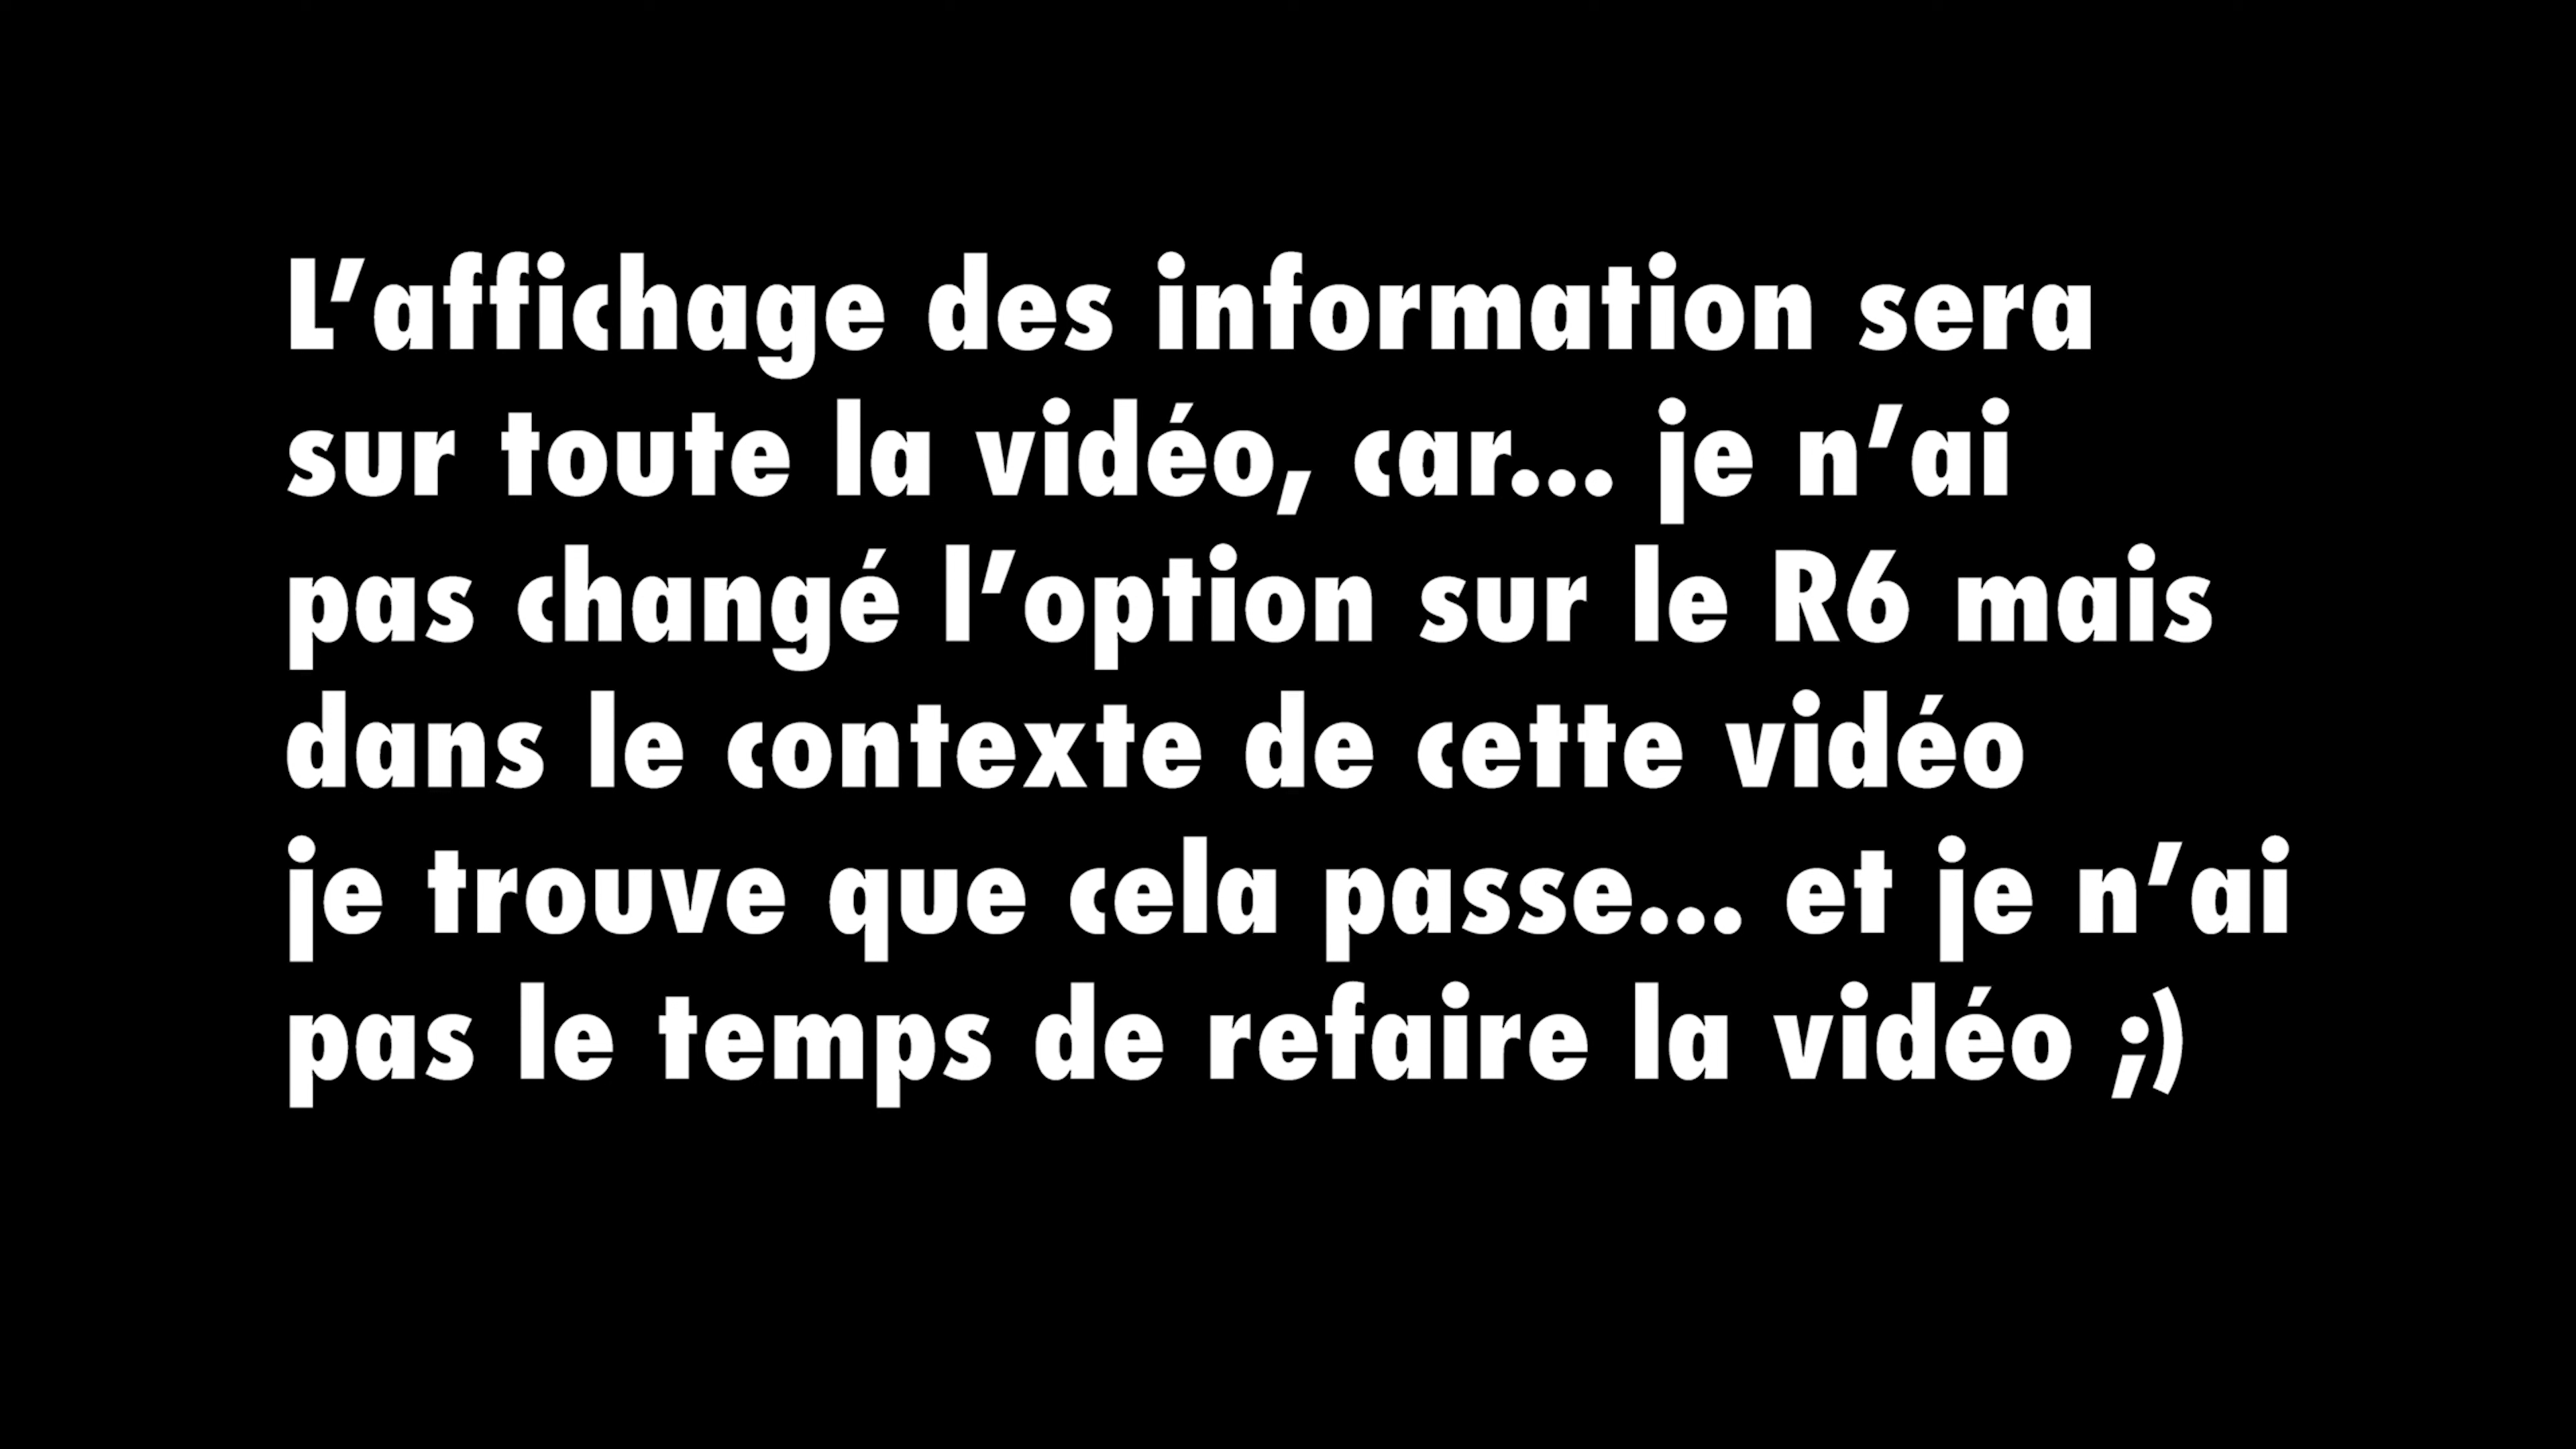 L’affichage des information sera
sur toute la vidéo, car... je n’ai
pas changé l’option sur le R6 mais
dans le contexte de cette vidéo
je trouve que cela passe... et je n’ai
pas le temps de refaire la vidéo ;)